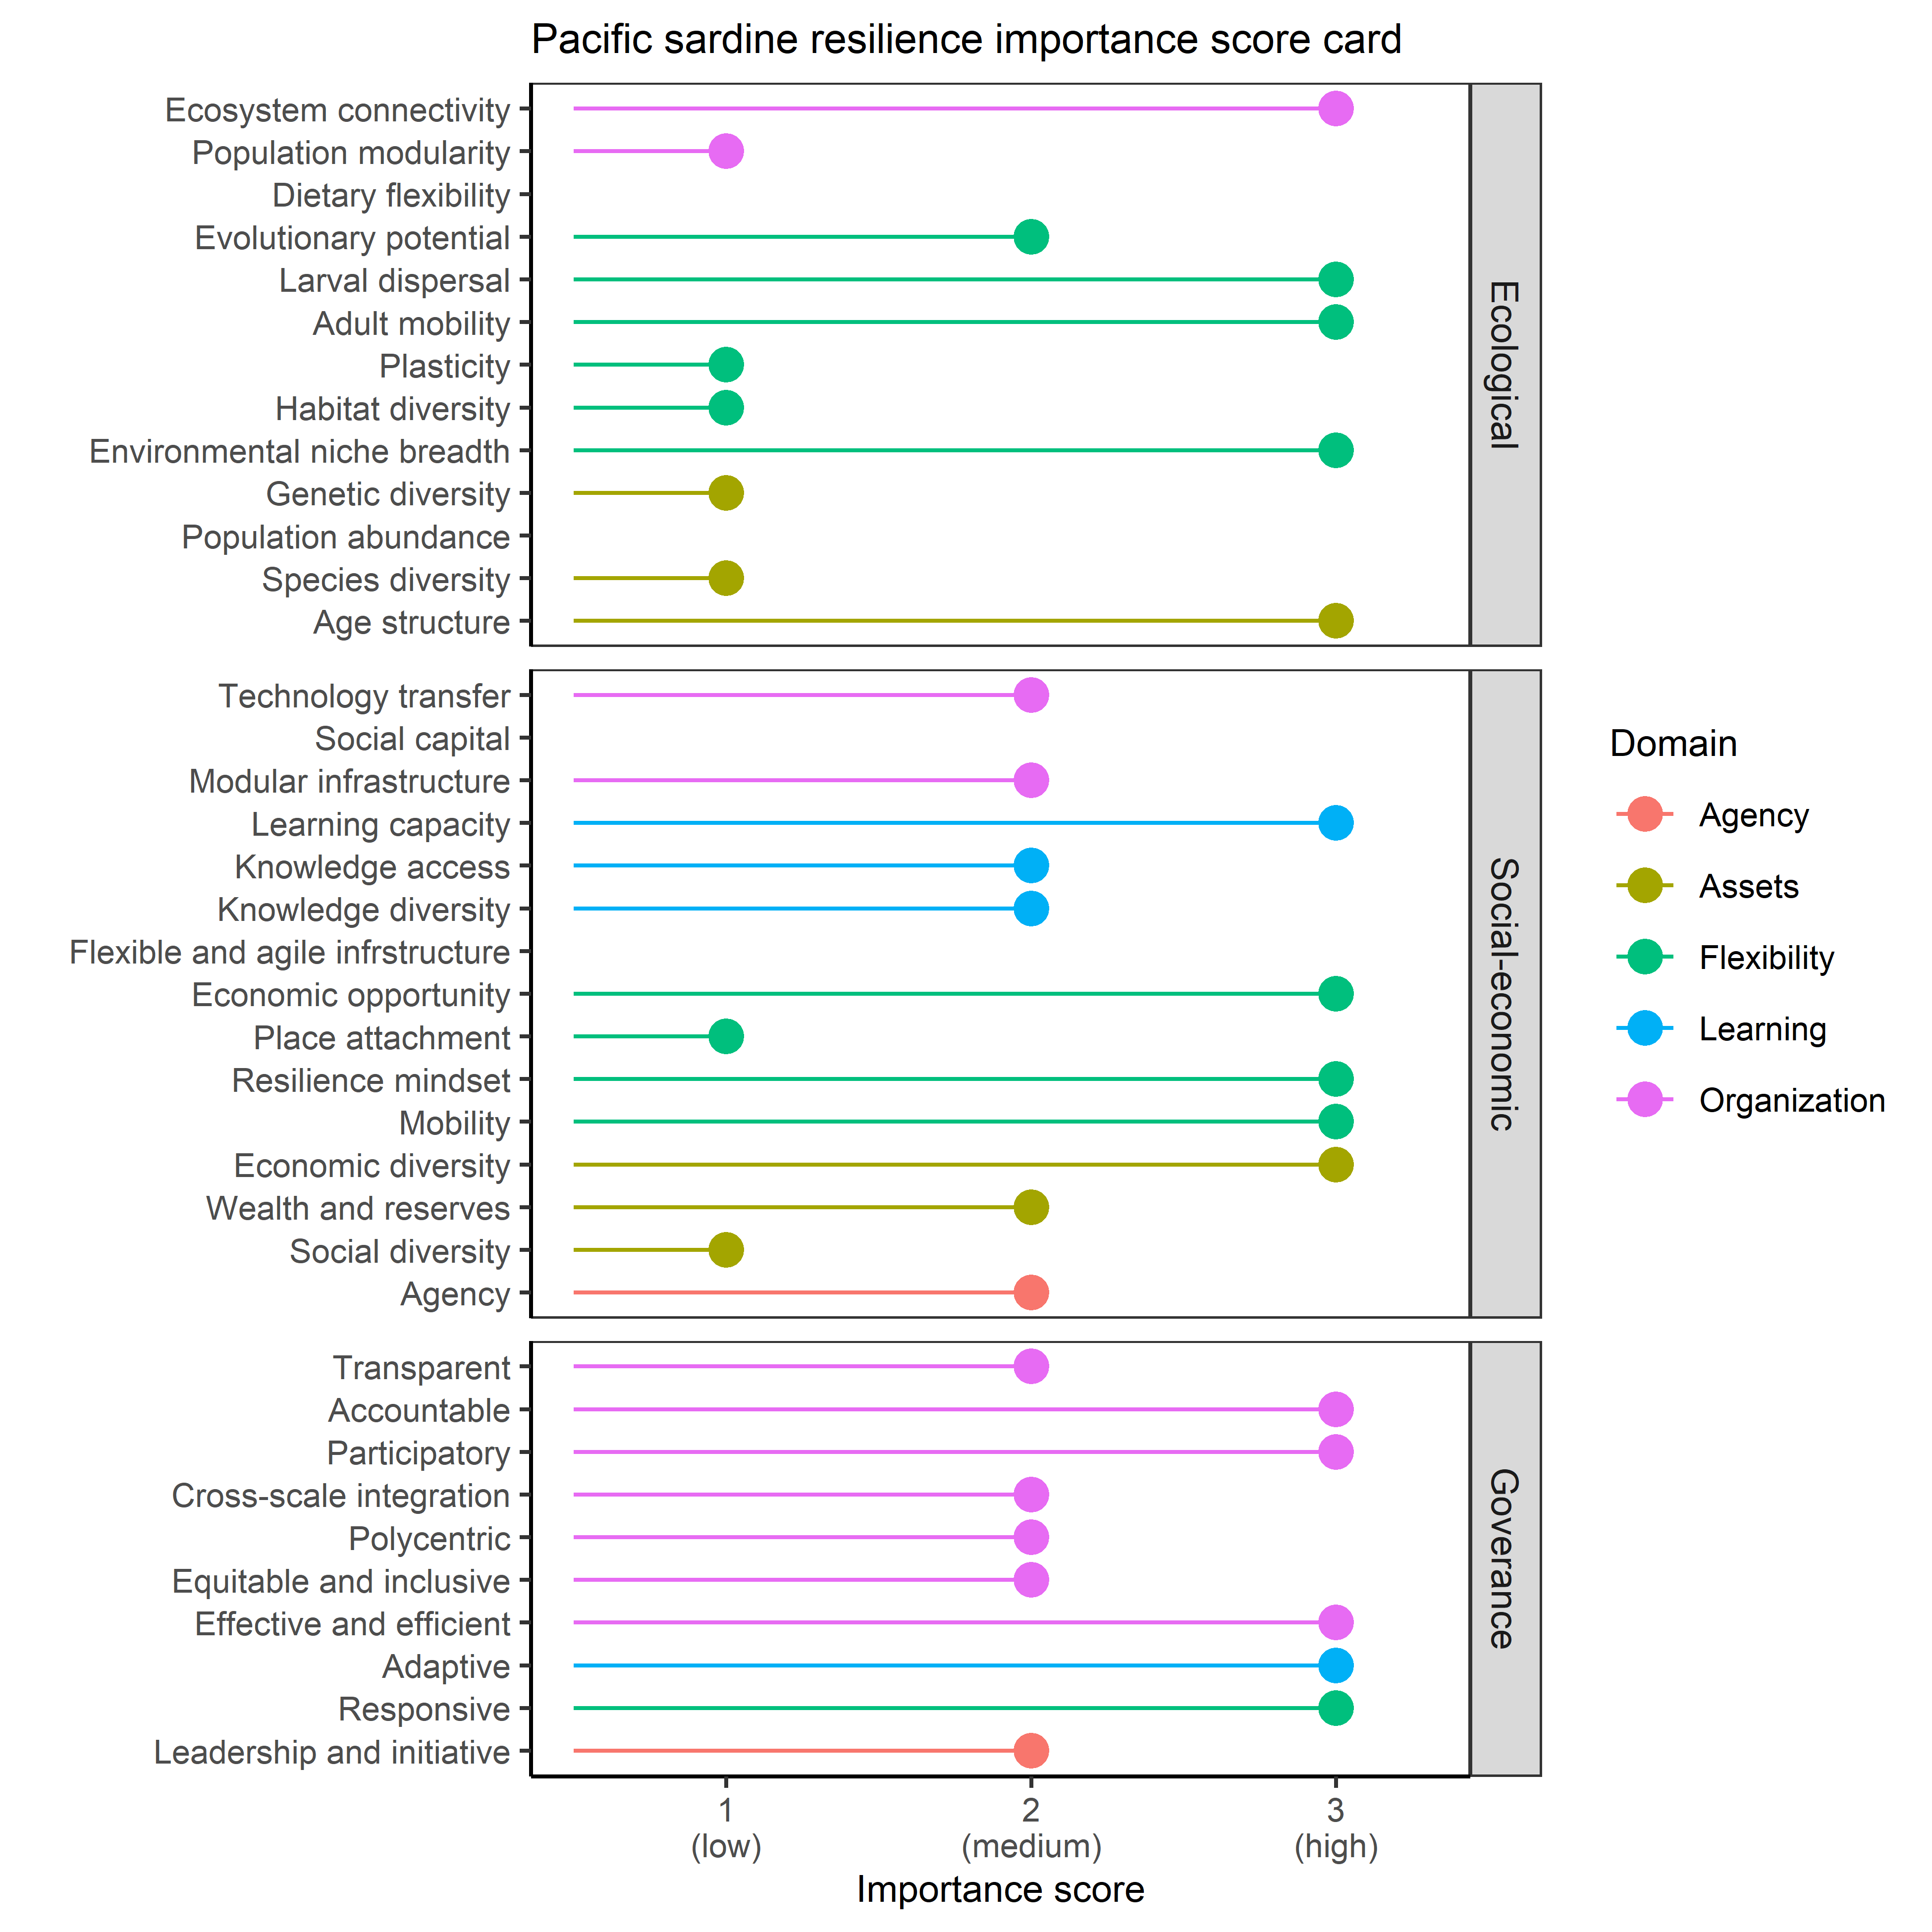 Pacific sardine resilience importance score card
Ecosystem connectivity
Population modularity
Dietary flexibility
Evolutionary potential
Larval dispersal
Adult mobility
Plasticity
Habitat diversity
Environmental niche breadth
Genetic diversity
Population abundance
Species diversity
Age structure
Ecological
Technology transfer
Social capital
Modular infrastructure
Learning capacity
Knowledge access
Knowledge diversity
Flexible and agile infrstructure
Economic opportunity
Place attachment
Resilience mindset
Mobility
Economic diversity
Wealth and reserves
Social diversity
Agency
Social-economic
Transparent
Accountable
Participatory
Cross-scale integration
Polycentric
Equitable and inclusive
Effective and efficient
Adaptive
Responsive
Leadership and initiative
Goverance
1
(low)
2
(medium)
3
(high)
Importance score
Domain
Agency
Assets
Flexibility
Learning
Organization